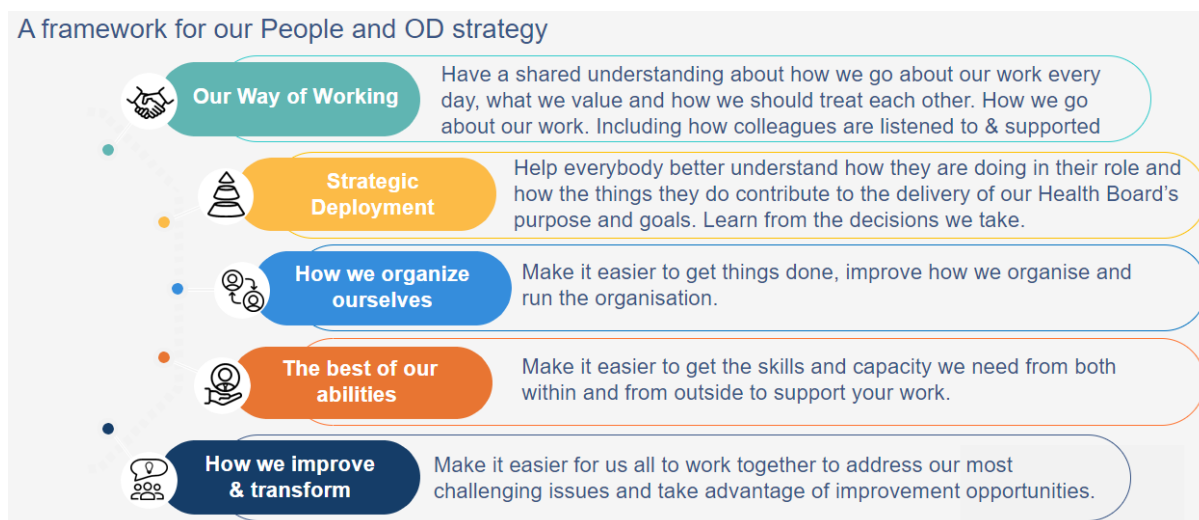 A framework for our People and OD strategy
Our Way of Working
Have a shared understanding about how we go about our work every
day, what we value and how we should treat each other. How we go
about our work. Including how colleagues are listened to & supported
Strategic
Deployment
Help everybody better understand how they are doing in their role and
how the things they do contribute to the delivery of our Health Board’s
purpose and goals. Learn from the decisions we take.
How we organize
ourselves
Make it easier to get things done, improve how we organise and
run the organisation.
The best of our
abilities
Make it easier to get the skills and capacity we need from both
within and from outside to support your work.
How we improve
& transform
Make it easier for us all to work together to address our most
challenging issues and take advantage of improvement opportunities.